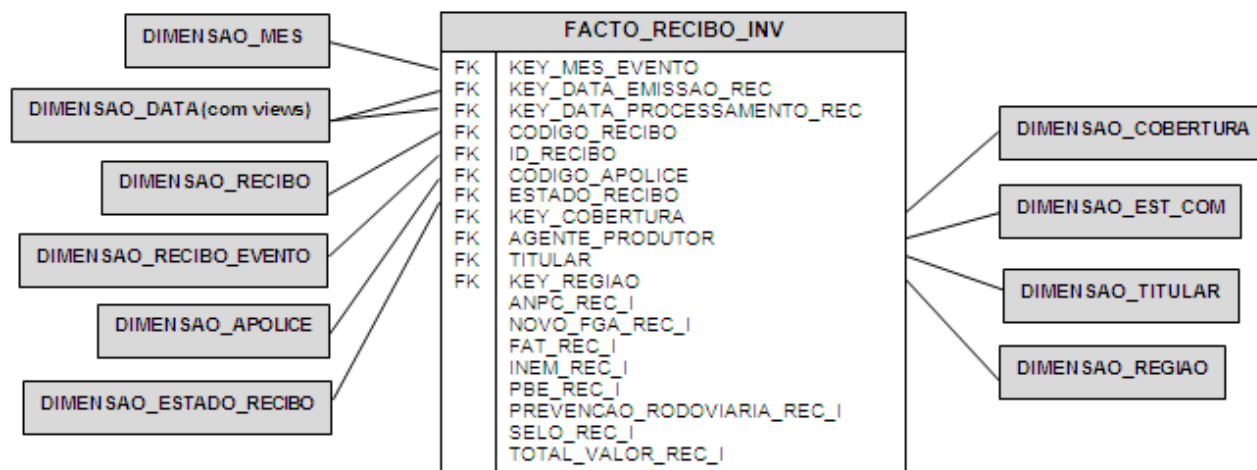 DIMENSAO_MES
DIMENSAO_DATA(com views)
DIMENSAO_RECIBO
DIMENSAO_RECIBO_EVENTO
DIMENSAO_APOLICE
DIMENSAO_ESTADO_RECIBO
FACTO_RECIBO_INV
FK KEY_MES_EVENTO
FK KEY_DATA_EMISSAO_REC
FK KEY_DATA_PROCESSAMENTO_REC
FK CODIGO_RECIBO
FK ID_RECIBO
FK CODIGO_APOLICE
FK ESTADO_RECIBO
FK KEY_COBERTURA
FK AGENTE_PRODUTOR
FK TITULAR
FK KEY_REGIAO
ANPC_REC_I
NOVO_FGA_REC_I
FAT_REC_I
INEM_REC_I
PBE_REC_I
PREVENCAO_RODOVIARIA_REC_I
SELO_REC_I
TOTAL_VALOR_REC_I
DIMENSAO_COBERTURA
DIMENSAO_EST_COM
DIMENSAO_TITULAR
DIMENSAO_REGIAO